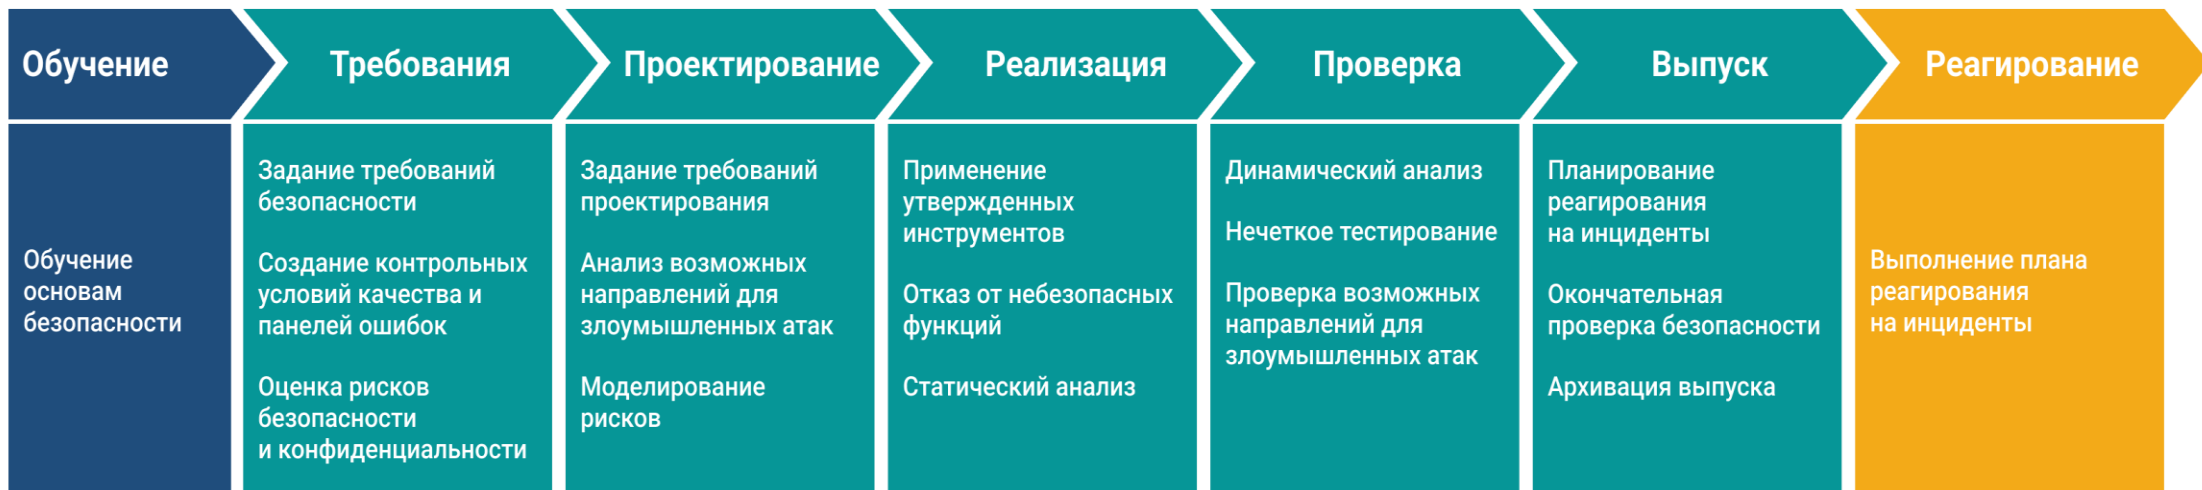 Обучение
Требования
Проектирование
Реализация
Проверка
Выпуск
Реагирование
Обучение
основам
безопасности
Задание требований
безопасности
Создание контрольных
условий качества и
панелей ошибок
Оценка рисков
безопасности
и конфиденциальности
Задание требований
проектирования
Анализ возможных
направлений для
злоумышленных атак
Моделирование
рисков
Применение
утвержденных
инструментов
Отказ от небезопасных
функций
Статический анализ
Динамический анализ
Нечеткое тестирование
Проверка возможных
направлений для
злоумышленных атак
Планирование
реагирования
на инциденты
Окончательная
проверка безопасности
Архивация выпуска
Выполнение плана
реагирования
на инциденты